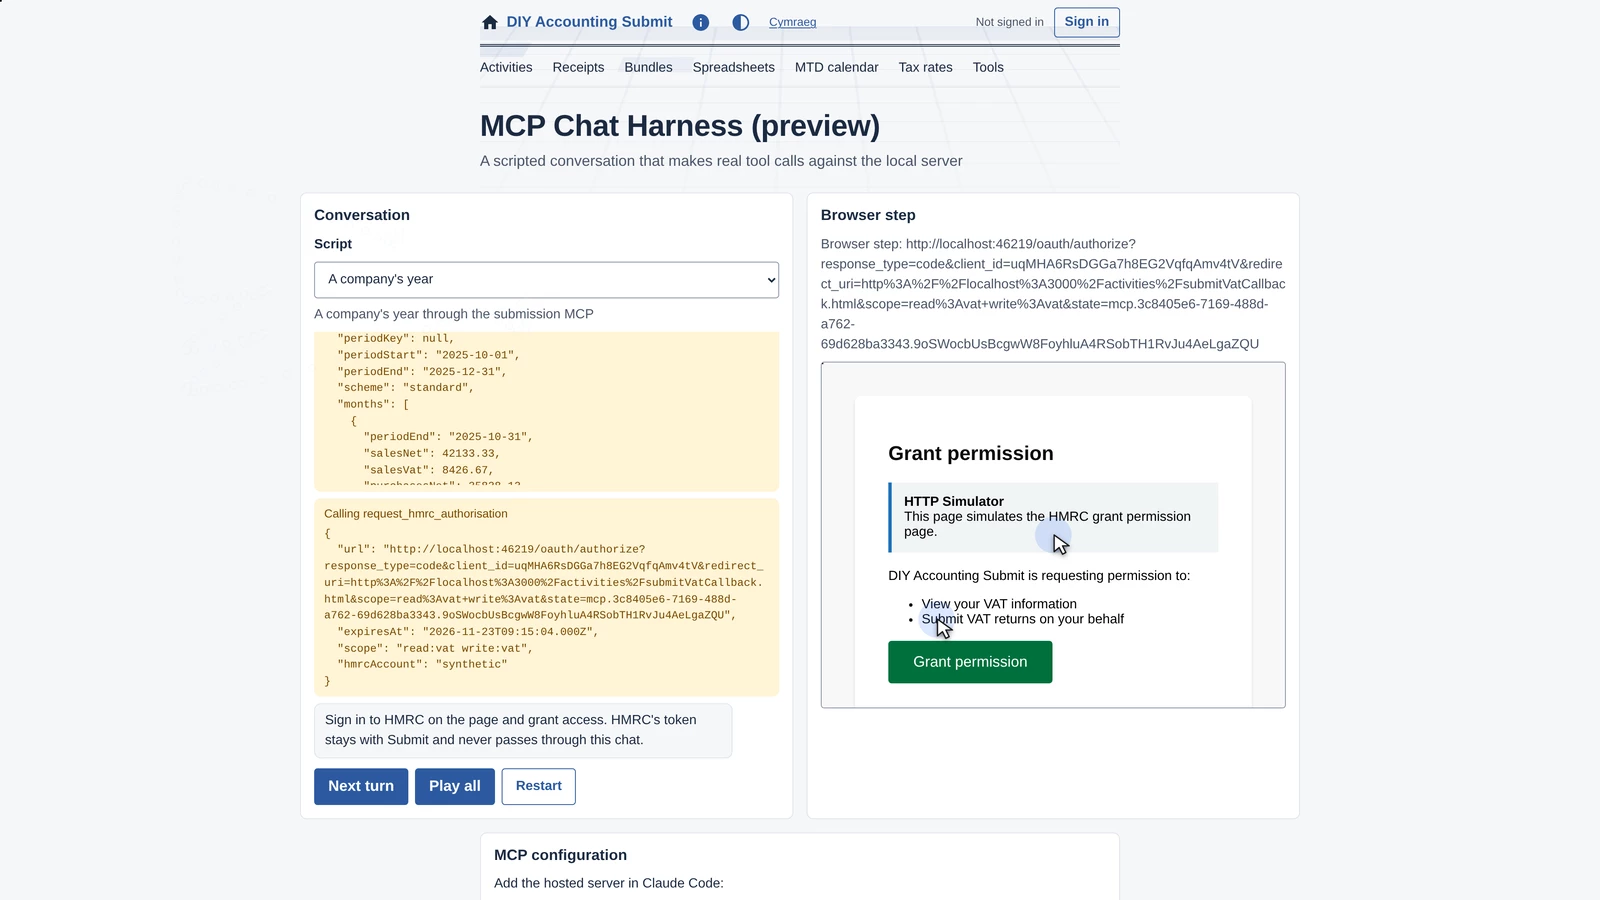 DIY Accounting Submit
Cymraeg
Not signed in
Sign in
Activities
Receipts
Bundles
Spreadsheets
MTD calendar
Tax rates
Tools
MCP Chat Harness (preview)
A scripted conversation that makes real tool calls against the local server
Conversation
Script
A company's year
A company's year through the submission MCP
"periodKey": null,
"periodStart": "2025-10-01",
"periodEnd": "2025-12-31",
"scheme": "standard",
"months": [
{
"periodEnd": "2025-10-31",
"salesNet": 42133.33,
"salesVat": 8426.67,
Calling request_hmrc_authorisation
{
"url": "http://localhost:46219/oauth/authorize?
response_type=code&client_id=uqMHA6RsDGGa7h8EG2VqfqAmv4tV&redirect_
uri=http%3A%2F%2Flocalhost%3A3000%2Factivities%2FsubmitVatCallback.
html&scope=read%3Avat+write%3Avat&state=mcp.3c8405e6-7169-488d-
a762-69d628ba3343.9oSWocbUsBcgwW8FoyhluA4RSobTH1RvJu4AeLgaZQU",
"expiresAt": "2026-11-23T09:15:04.000Z",
"scope": "read:vat write:vat",
"hmrcAccount": "synthetic"
}
Sign in to HMRC on the page and grant access. HMRC's token
stays with Submit and never passes through this chat.
Next turn
Play all
Restart
Browser step
Browser step: http://localhost:46219/oauth/authorize?
response_type=code&client_id=uqMHA6RsDGGa7h8EG2VqfqAmv4tV&redire
ct_uri=http%3A%2F%2Flocalhost%3A3000%2Factivities%2FsubmitVatCallbac
k.html&scope=read%3Avat+write%3Avat&state=mcp.3c8405e6-7169-488d-
a762-
69d628ba3343.9oSWocbUsBcgwW8FoyhluA4RSobTH1RvJu4AeLgaZQU
Grant permission
HTTP Simulator
This page simulates the HMRC grant permission
page.
DIY Accounting Submit is requesting permission to:
• View your VAT information
• Submit VAT returns on your behalf
Grant permission
MCP configuration
Add the hosted server in Claude Code: